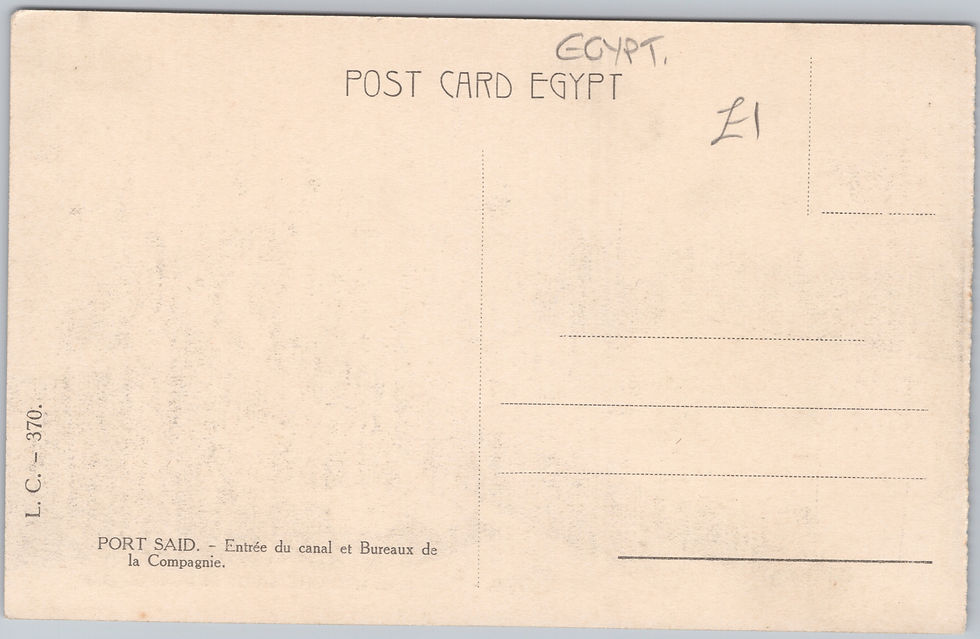 EGYPT.
POST CARD EGYPT
£1
L. C. – 370.
PORT SAID. – Entrée du canal et Bureaux de
la Compagnie.